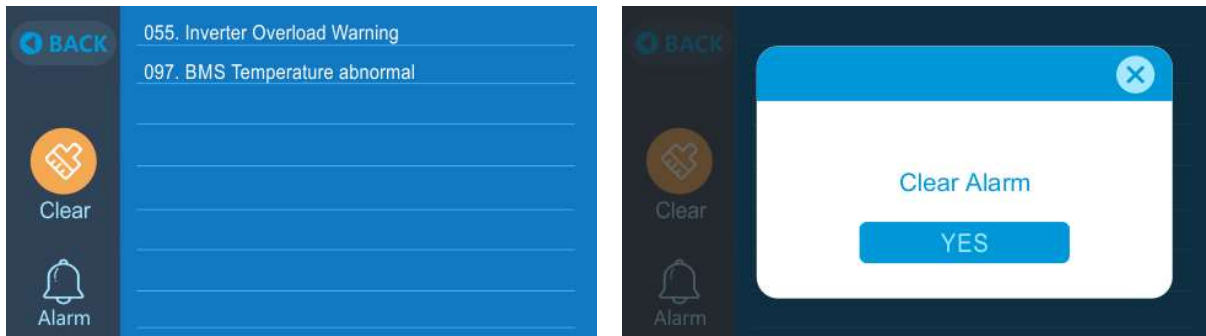 BACK
055. Inverter Overload Warning
097. BMS Temperature abnormal
Clear
Alarm
BACK
Clear Alarm
YES
Clear
Alarm